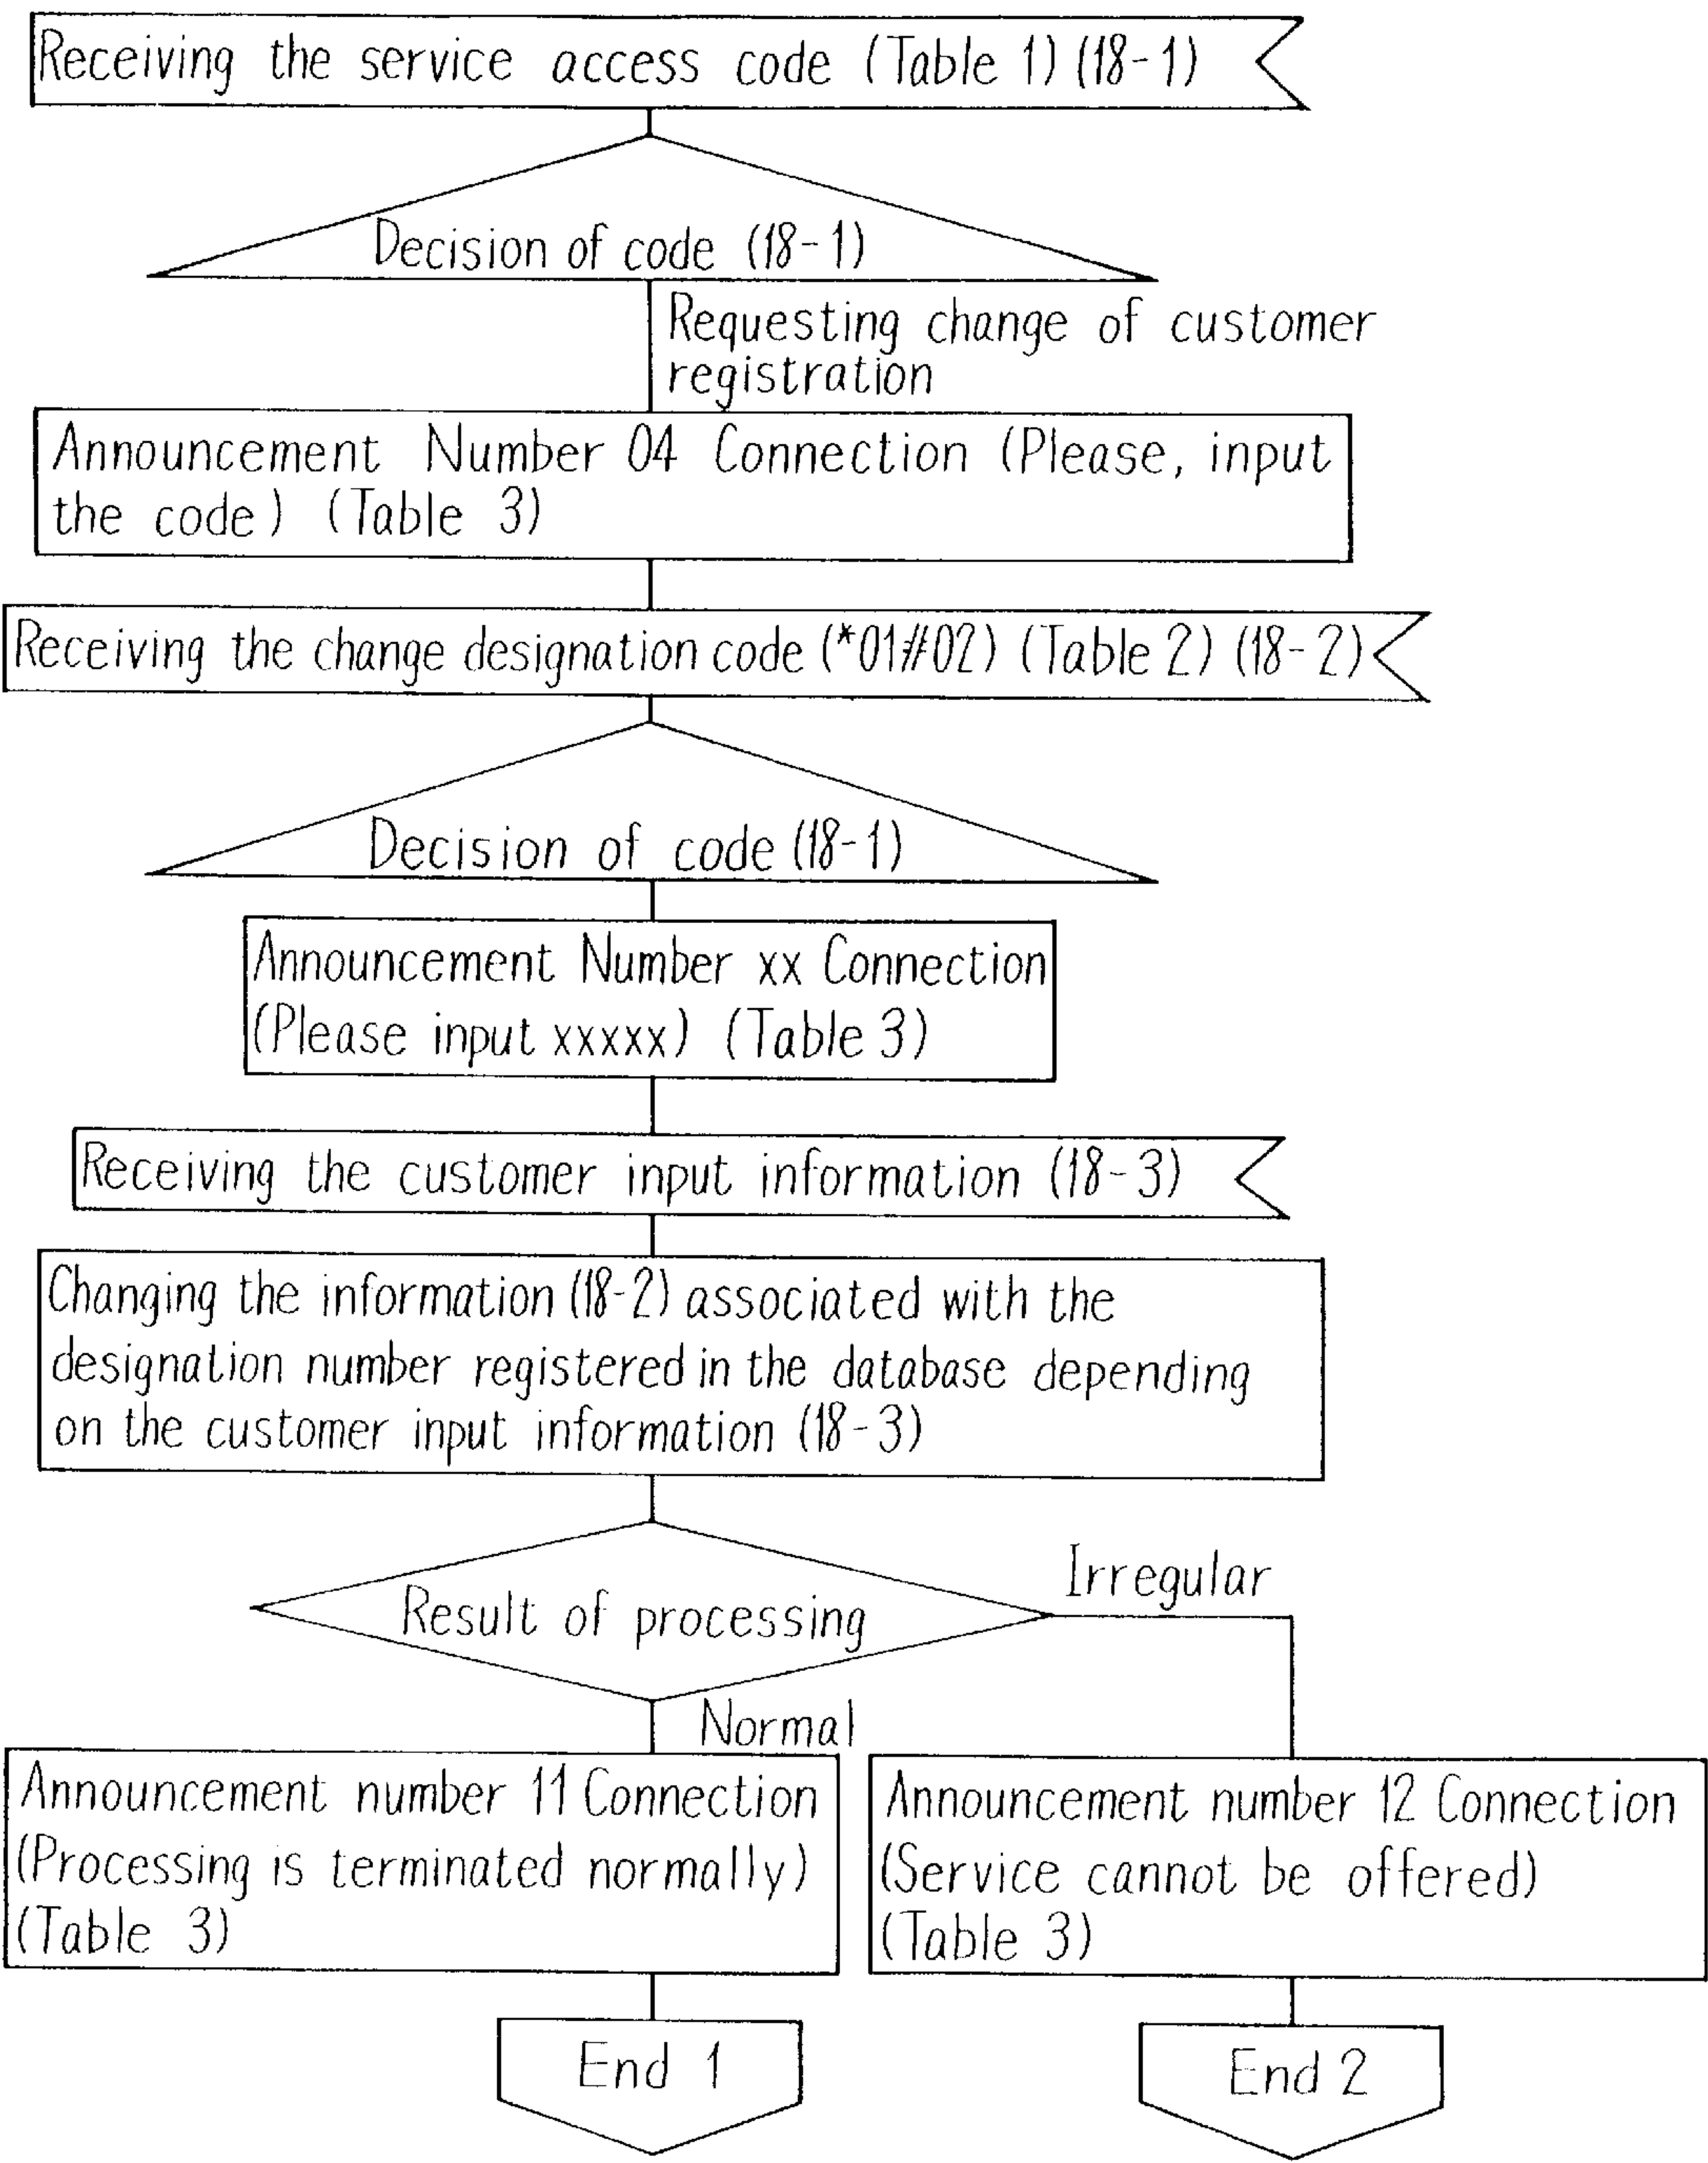 Receiving the service access code (Table 1) (18-1)
Decision of code (18-1)
Requesting change of customer
registration
Announcement Number 04 Connection (Please, input
the code) (Table 3)
Receiving the change designation code (*01#02) (Table 2) (18-2)
Decision of code (18-1)
Announcement Number xx Connection
(Please input xxxxx) (Table 3)
Receiving the customer input information (18-3)
Changing the information (18-2) associated with the
designation number registered in the database depending
on the customer input information (18-3)
Irregular
Result of processing
Normal
Announcement number 11 Connection
(Processing is terminated normally)
(Table 3)
Announcement number 12 Connection
(Service cannot be offered)
(Table 3)
End 1
End 2